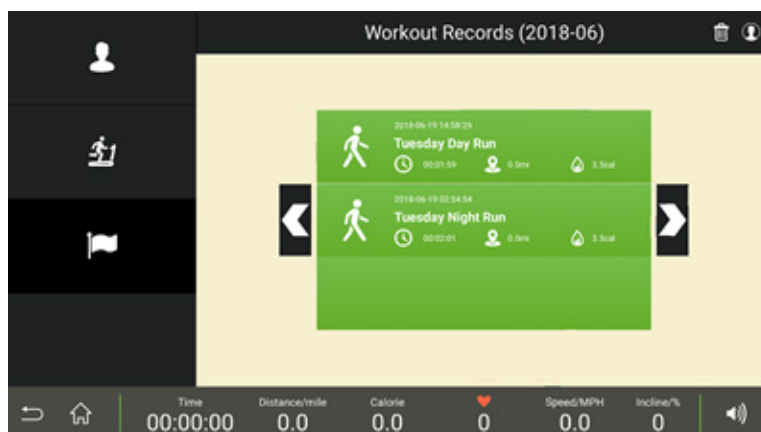 Workout Records (2018-06)
2018-06-19 14:58:29
Tuesday Day Run
00:01:59 0.0mi 3.5cal
2018-06-19 02:54:54
Tuesday Night Run
00:02:01 0.0mi 3.5cal
Time Distance/mile Calorie Speed/MPH Incline/%
00:00:00 0.0 0.0 0 0.0 0